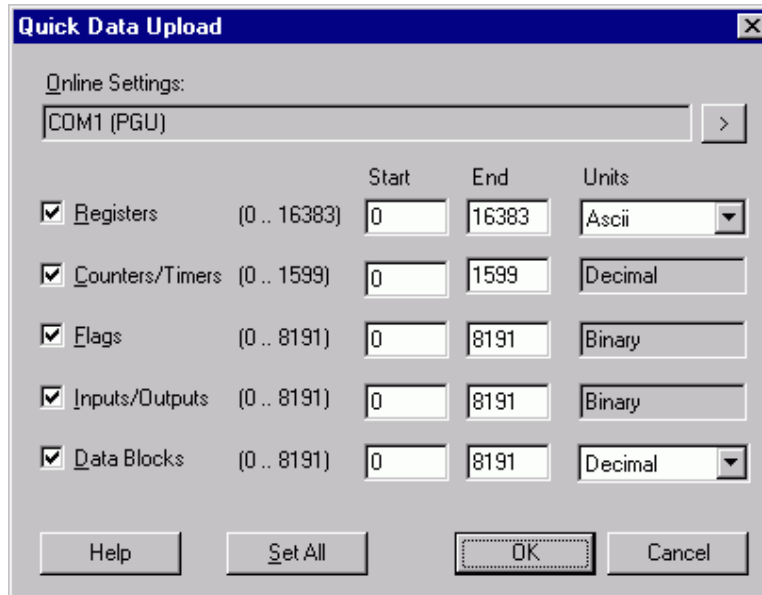 Quick Data Upload
Online Settings:
COM1 (PGU) >
Start End Units
Registers (0 .. 16383) 0 16383 Ascii
Counters/Timers (0 .. 1599) 0 1599 Decimal
Flags (0 .. 8191) 0 8191 Binary
Inputs/Outputs (0 .. 8191) 0 8191 Binary
Data Blocks (0 .. 8191) 0 8191 Decimal
Help Set All OK Cancel